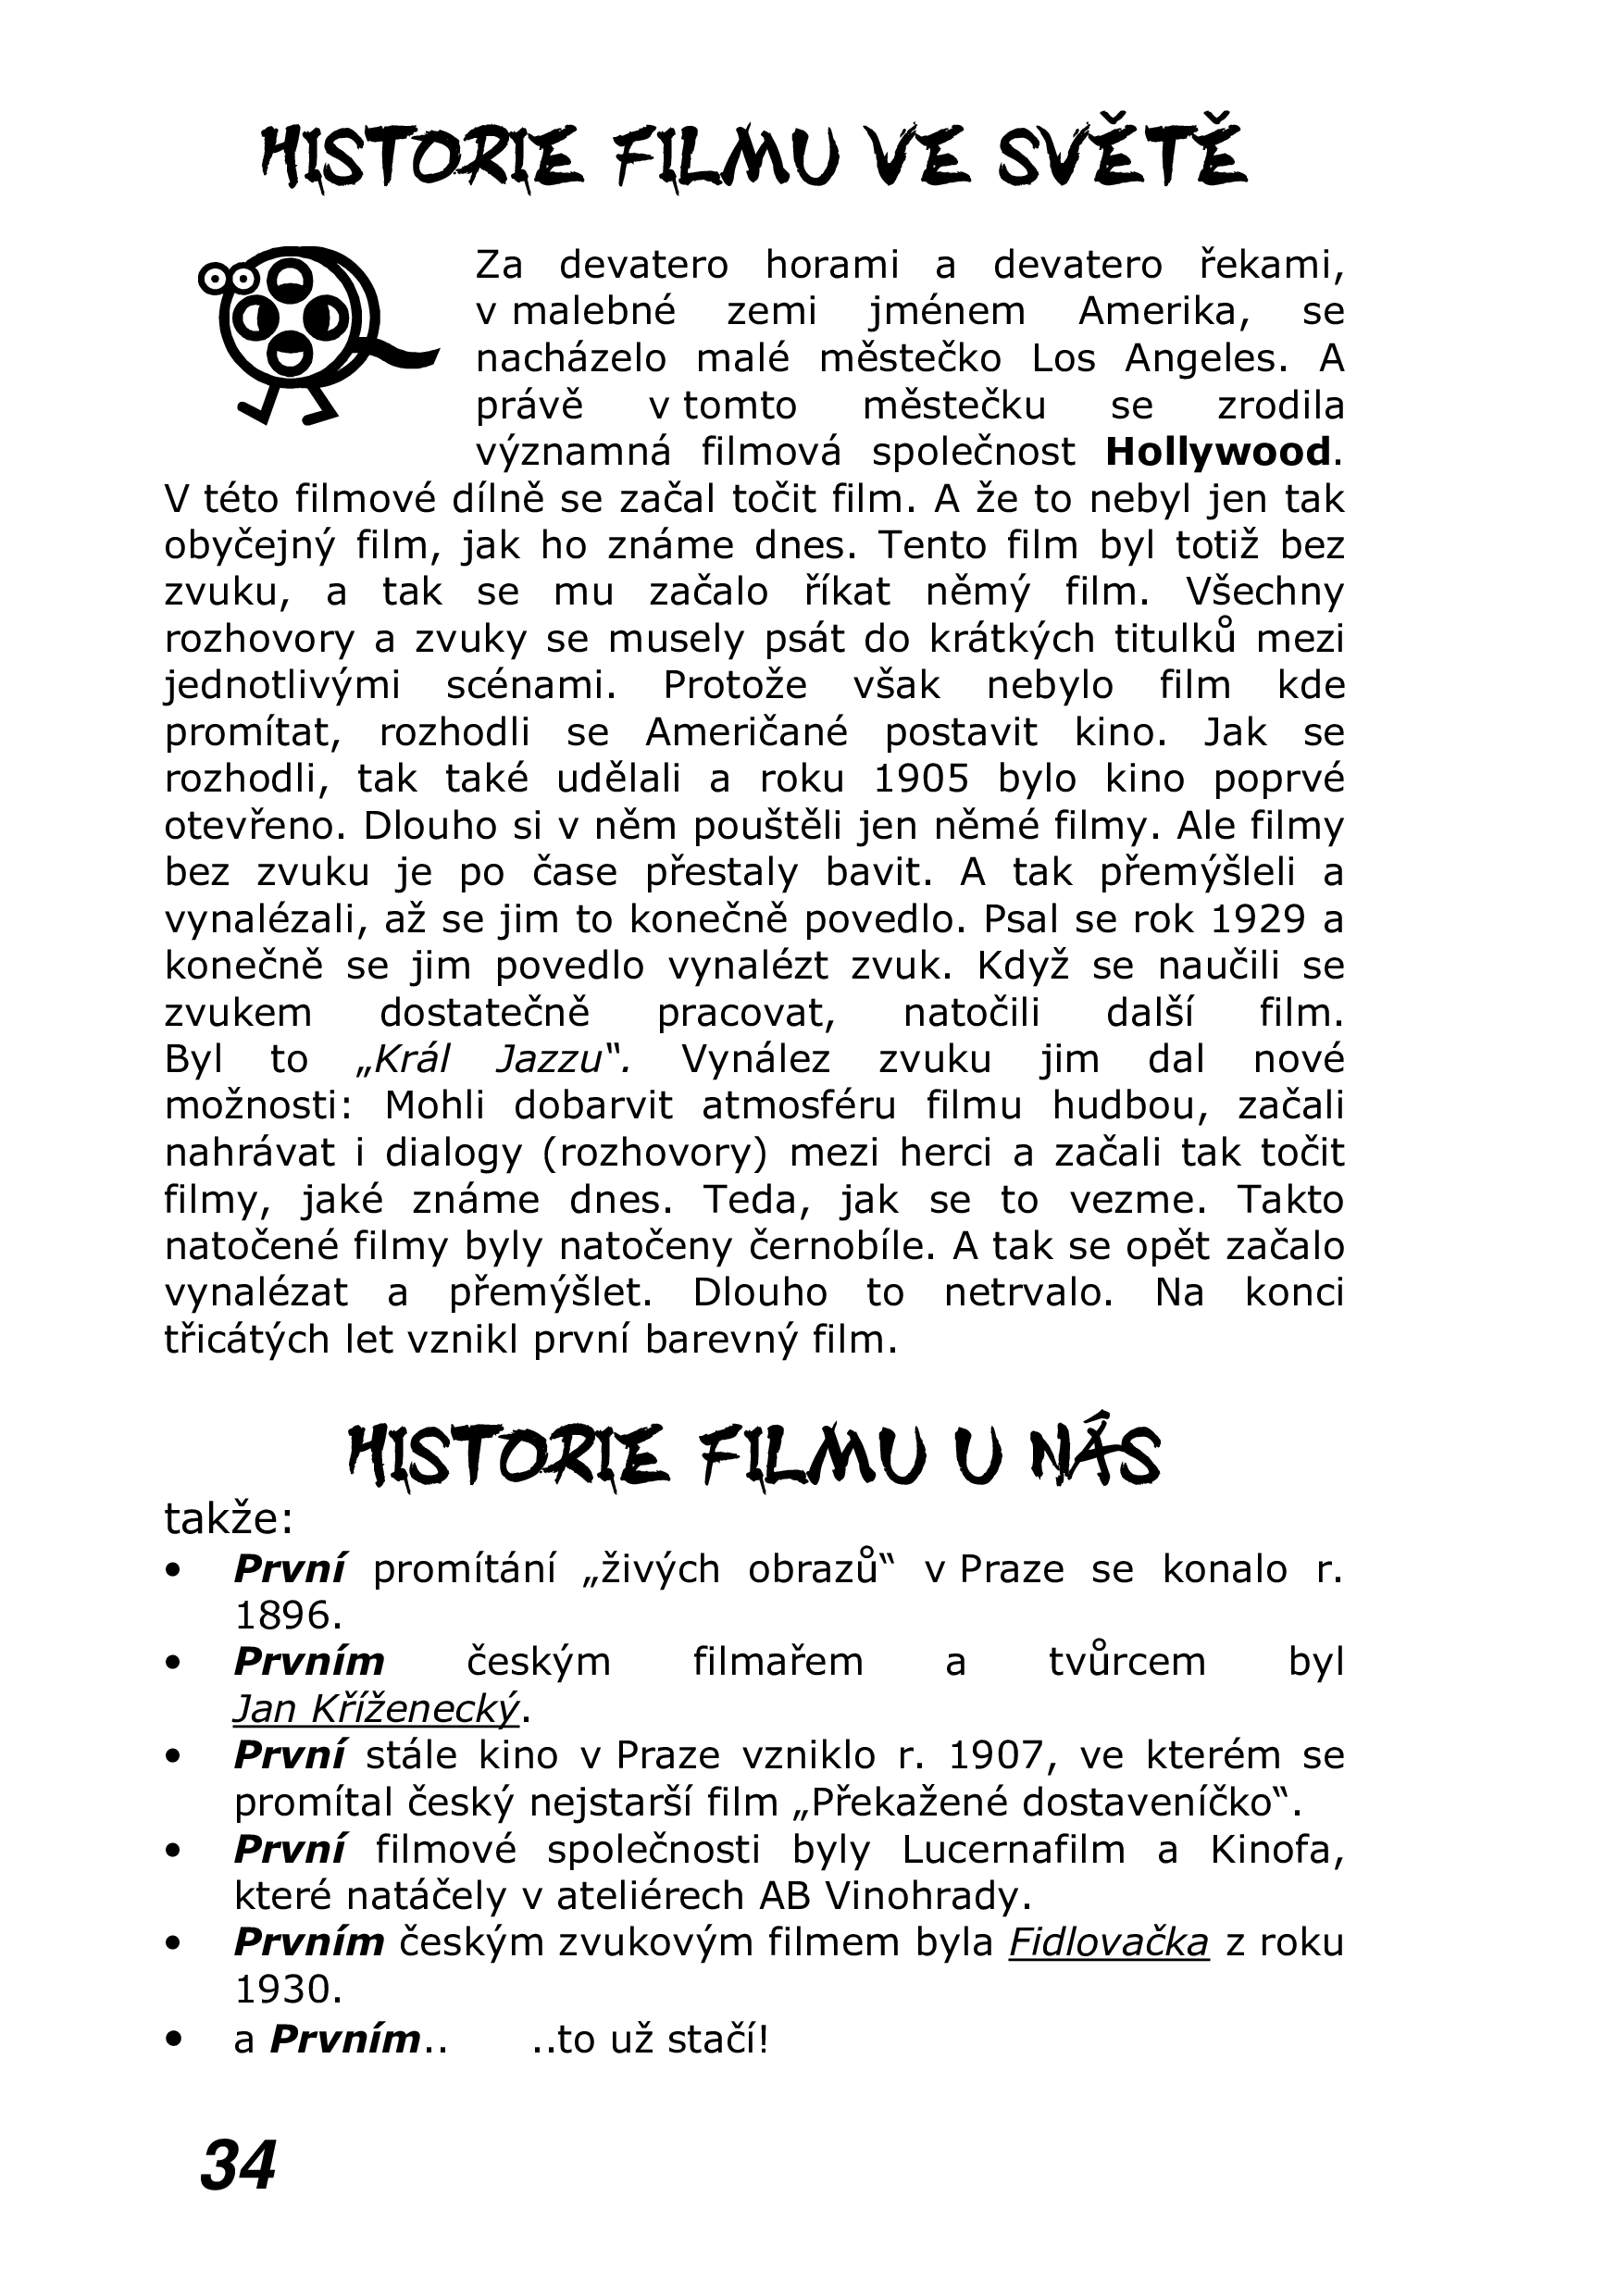 HISTORIE FILMU VE SVĚTĚ
Za devatero horami a devatero řekami,
v malebné zemi jménem Amerika, se
nacházelo malé městečko Los Angeles. A
právě v tomto městečku se zrodila
významná filmová společnost Hollywood.
V této filmové dílně se začal točit film. A že to nebyl jen tak
obyčejný film, jak ho známe dnes. Tento film byl totiž bez
zvuku, a tak se mu začalo říkat němý film. Všechny
rozhovory a zvuky se musely psát do krátkých titulků mezi
jednotlivými scénami. Protože však nebylo film kde
promítat, rozhodli se Američané postavit kino. Jak se
rozhodli, tak také udělali a roku 1905 bylo kino poprvé
otevřeno. Dlouho si v něm pouštěli jen němé filmy. Ale filmy
bez zvuku je po čase přestaly bavit. A tak přemýšleli a
vynalézali, až se jim to konečně povedlo. Psal se rok 1929 a
konečně se jim povedlo vynalézt zvuk. Když se naučili se
zvukem dostatečně pracovat, natočili další film.
Byl to „Král Jazzu“. Vynález zvuku jim dal nové
možnosti: Mohli dobarvit atmosféru filmu hudbou, začali
nahrávat i dialogy (rozhovory) mezi herci a začali tak točit
filmy, jaké známe dnes. Teda, jak se to vezme. Takto
natočené filmy byly natočeny černobíle. A tak se opět začalo
vynalézat a přemýšlet. Dlouho to netrvalo. Na konci
třicátých let vznikl první barevný film.
HISTORIE FILMU U NÁS
takže:
• První promítání „živých obrazů“ v Praze se konalo r.
1896.
• Prvním českým filmařem a tvůrcem byl
Jan Kříženecký.
• První stále kino v Praze vzniklo r. 1907, ve kterém se
promítal český nejstarší film „Překažené dostaveníčko“.
• První filmové společnosti byly Lucernafilm a Kinofa,
které natáčely v ateliérech AB Vinohrady.
• Prvním českým zvukovým filmem byla Fidlovačka z roku
1930.
• a Prvním.. ..to už stačí!
34